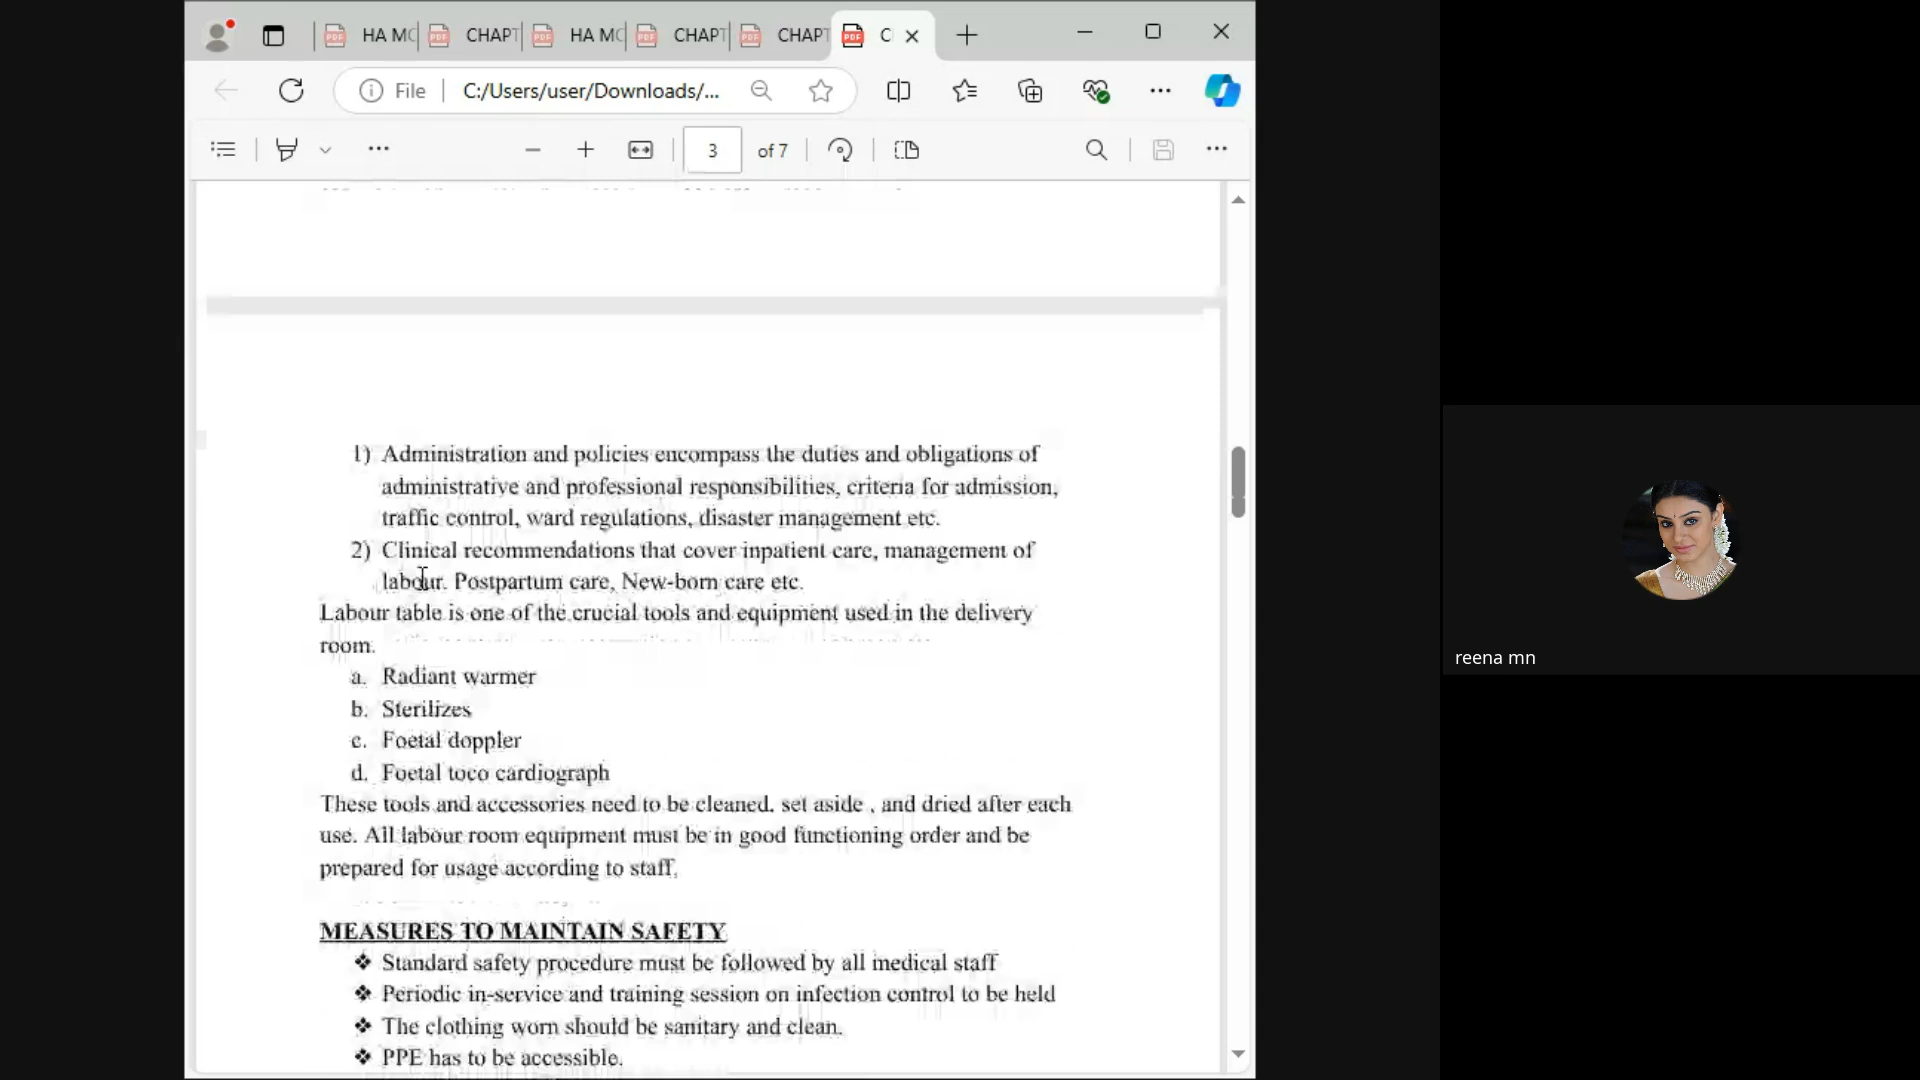 HA MC
CHAPT
HA MC
CHAPT
CHAPT
C
File
C:/Users/user/Downloads/...
3
of 7
1) Administration and policies encompass the duties and obligations of
administrative and professional responsibilities, criteria for admission,
traffic control, ward regulations, disaster management etc.
2) Clinical recommendations that cover inpatient care, management of
labour. Postpartum care, New-born care etc.
Labour table is one of the crucial tools and equipment used in the delivery
room.
a. Radiant warmer
b. Sterilizes
c. Foetal doppler
d. Foetal toco cardiograph
These tools and accessories need to be cleaned. set aside , and dried after each
use. All labour room equipment must be in good functioning order and be
prepared for usage according to staff,
MEASURES TO MAINTAIN SAFETY
❖ Standard safety procedure must be followed by all medical staff
❖ Periodic in-service and training session on infection control to be held
❖ The clothing worn should be sanitary and clean.
❖ PPE has to be accessible.
reena mn